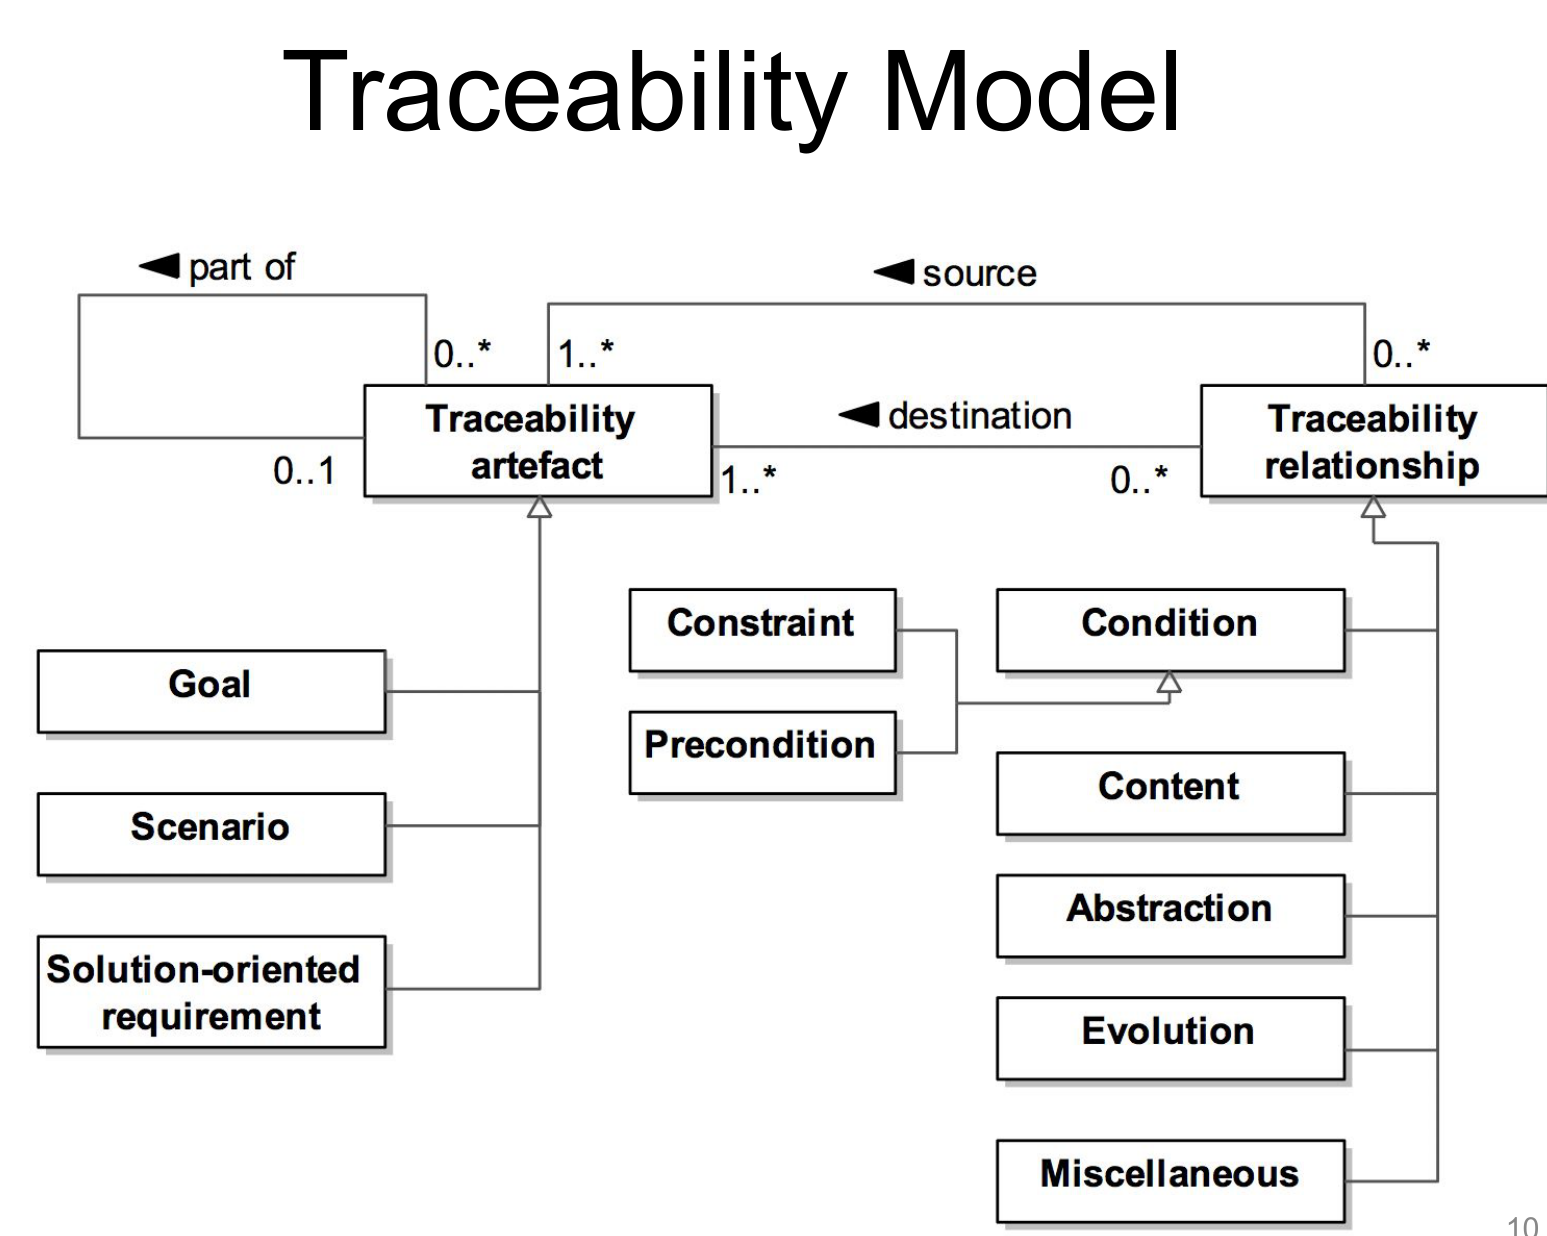 Traceability Model
part of
source
0..*
1..*
0..*
Traceability
artefact
destination
Traceability
relationship
0..1
1..*
0..*
Constraint
Condition
Goal
Precondition
Content
Scenario
Abstraction
Solution-oriented
requirement
Evolution
Miscellaneous
10